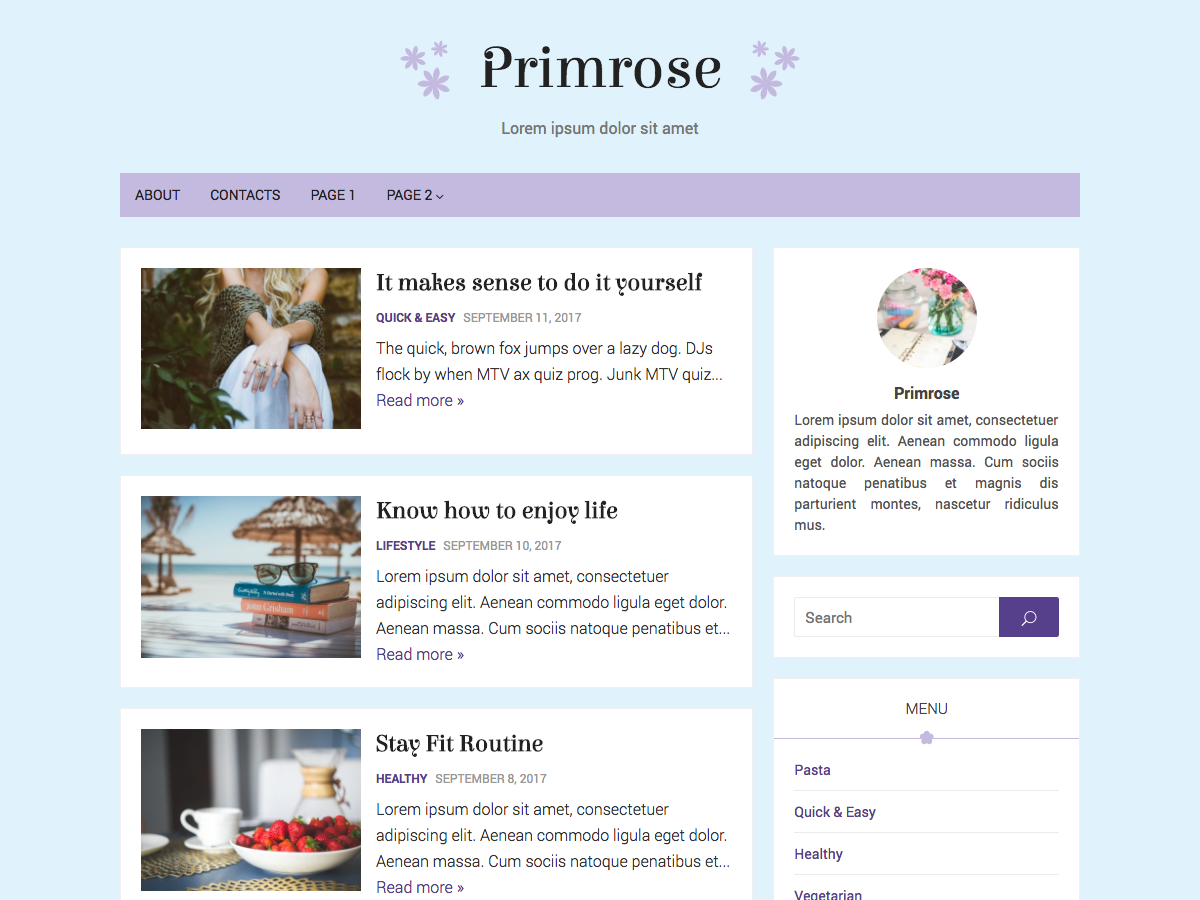 Primrose
Lorem ipsum dolor sit amet
ABOUT CONTACTS PAGE 1 PAGE 2
It makes sense to do it yourself
QUICK & EASY SEPTEMBER 11, 2017
The quick, brown fox jumps over a lazy dog. DJs
flock by when MTV ax quiz prog. Junk MTV quiz...
Read more »
Know how to enjoy life
LIFESTYLE SEPTEMBER 10, 2017
Lorem ipsum dolor sit amet, consectetuer
adipiscing elit. Aenean commodo ligula eget dolor.
Aenean massa. Cum sociis natoque penatibus et...
Read more »
John Grisham
Stay Fit Routine
HEALTHY SEPTEMBER 8, 2017
Lorem ipsum dolor sit amet, consectetuer
adipiscing elit. Aenean commodo ligula eget dolor.
Aenean massa. Cum sociis natoque penatibus et...
Read more »
Primrose
Lorem ipsum dolor sit amet, consectetuer
adipiscing elit. Aenean commodo ligula
eget dolor. Aenean massa. Cum sociis
natoque penatibus et magnis dis
parturient montes, nascetur ridiculus
mus.
Search
MENU
Pasta
Quick & Easy
Healthy
Vegetarian